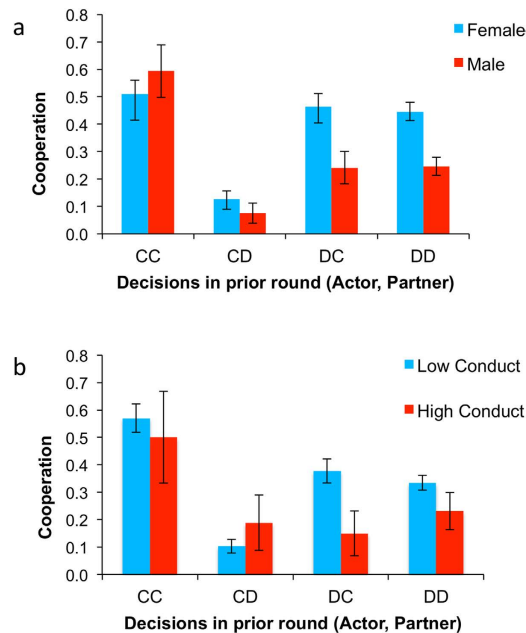 a
Female
Male
Cooperation
0.8
0.7
0.6
0.5
0.4
0.3
0.2
0.1
0.0
CC CD DC DD
Decisions in prior round (Actor, Partner)
b
Low Conduct
High Conduct
Cooperation
0.8
0.7
0.6
0.5
0.4
0.3
0.2
0.1
0.0
CC CD DC DD
Decisions in prior round (Actor, Partner)